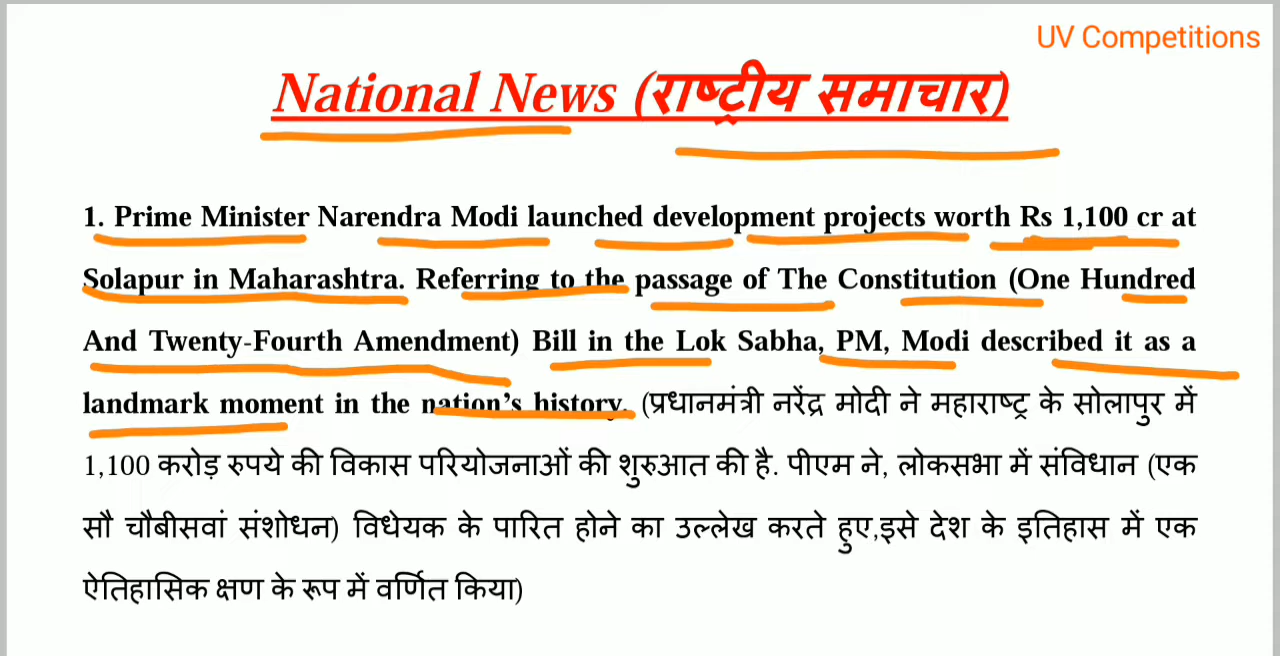 UV Competitions
National News (राष्ट्रीय समाचार)
1. Prime Minister Narendra Modi launched development projects worth Rs 1,100 cr at
Solapur in Maharashtra. Referring to the passage of The Constitution (One Hundred
And Twenty-Fourth Amendment) Bill in the Lok Sabha, PM, Modi described it as a
landmark moment in the nation’s history. (प्रधानमंत्री नरेंद्र मोदी ने महाराष्ट्र के सोलापुर में
1,100 करोड़ रुपये की विकास परियोजनाओं की शुरुआत की है. पीएम ने, लोकसभा में संविधान (एक
सौ चौबीसवां संशोधन) विधेयक के पारित होने का उल्लेख करते हुए,इसे देश के इतिहास में एक
ऐतिहासिक क्षण के रूप में वर्णित किया)